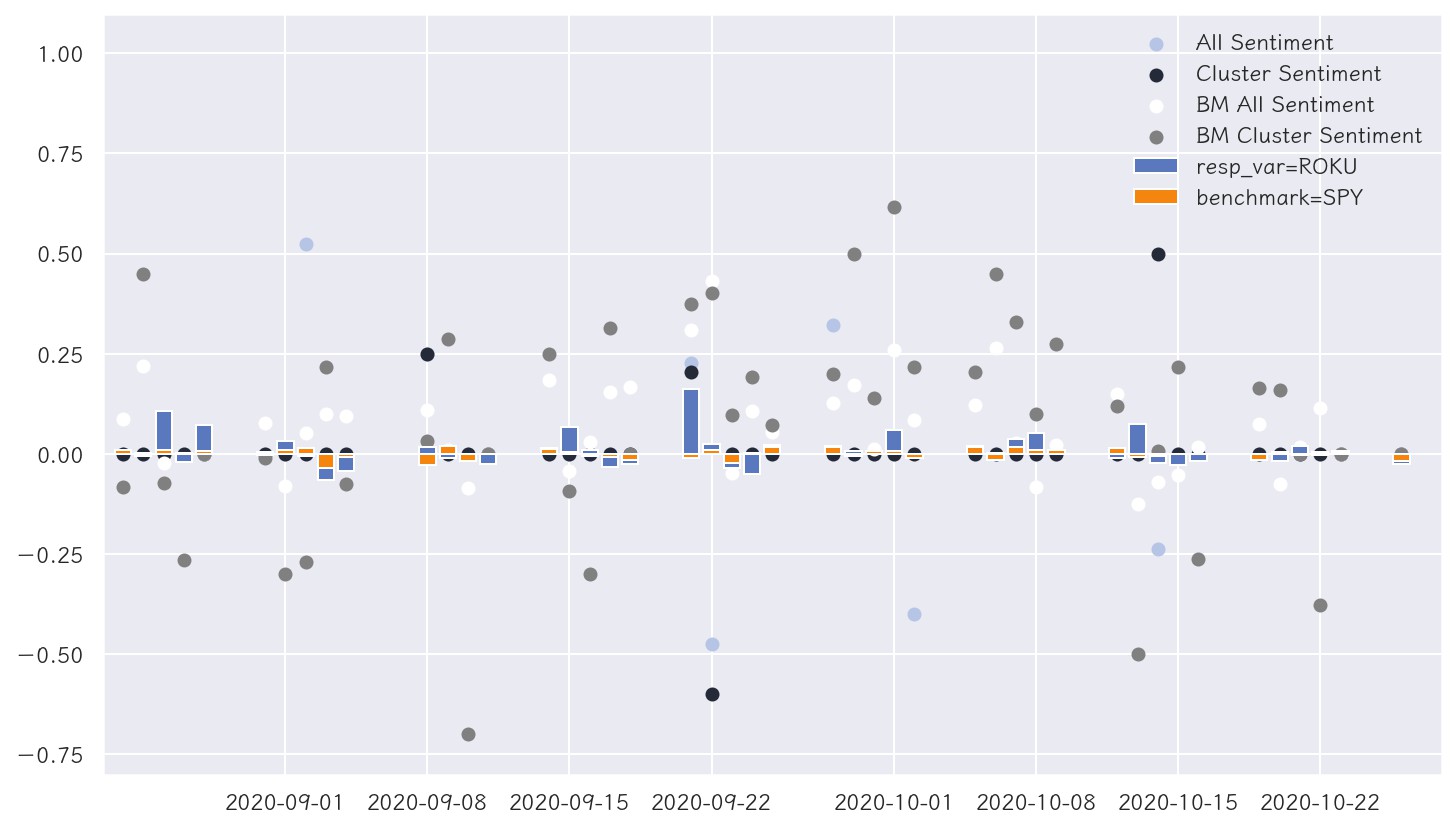 1.00
0.75
0.50
0.25
0.00
−0.25
−0.50
−0.75
All Sentiment
Cluster Sentiment
BM All Sentiment
BM Cluster Sentiment
resp_var=ROKU
benchmark=SPY
2020-09-01 2020-09-08 2020-09-15 2020-09-22 2020-10-01 2020-10-08 2020-10-15 2020-10-22